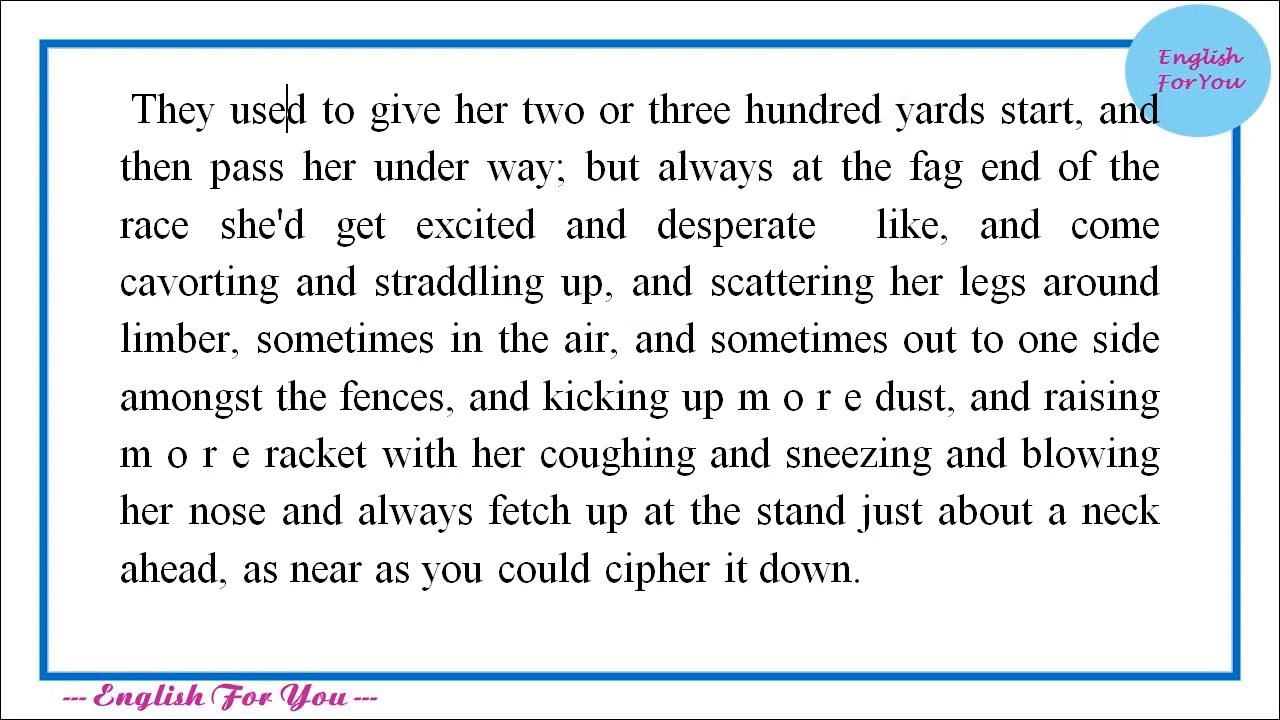 English
ForYou
They used to give her two or three hundred yards start, and
then pass her under way; but always at the fag end of the
race she'd get excited and desperate like, and come
cavorting and straddling up, and scattering her legs around
limber, sometimes in the air, and sometimes out to one side
amongst the fences, and kicking up m o r e dust, and raising
m o r e racket with her coughing and sneezing and blowing
her nose and always fetch up at the stand just about a neck
ahead, as near as you could cipher it down.
--- English For You ---